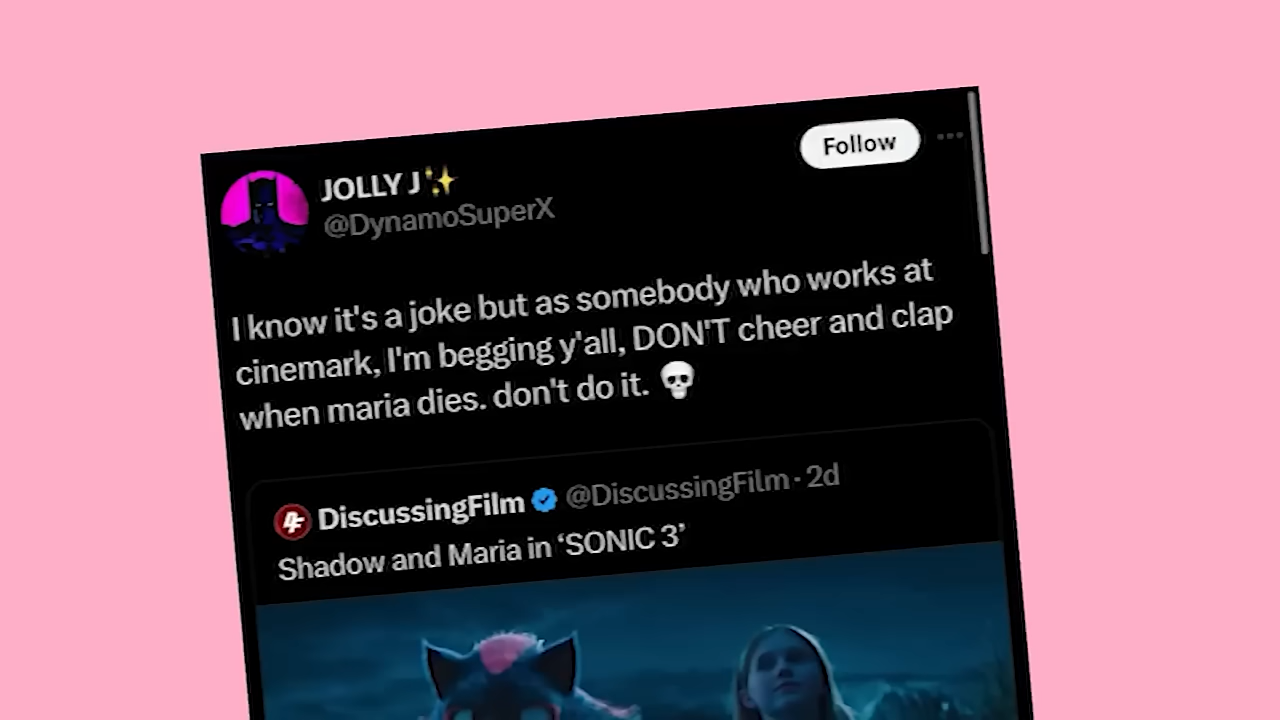 JOLLY J✨
@DynamoSuperX
Follow
I know it's a joke but as somebody who works at
cinemark, I'm begging y'all, DON'T cheer and clap
when maria dies. don't do it. 💀
DiscussingFilm @DiscussingFilm · 2d
Shadow and Maria in ‘SONIC 3’